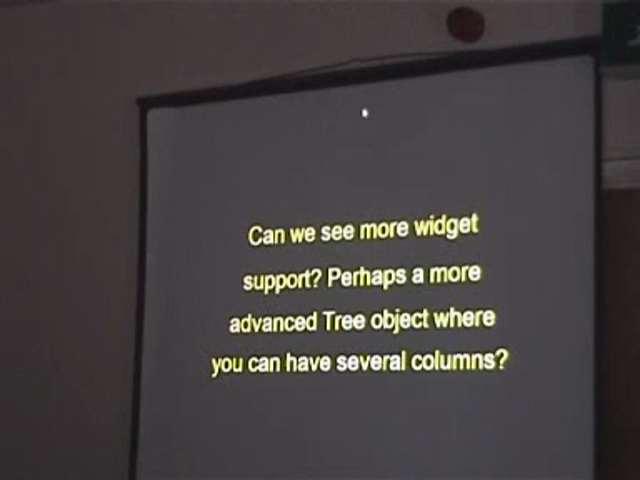 Can we see more widget
support? Perhaps a more
advanced Tree object where
you can have several columns?